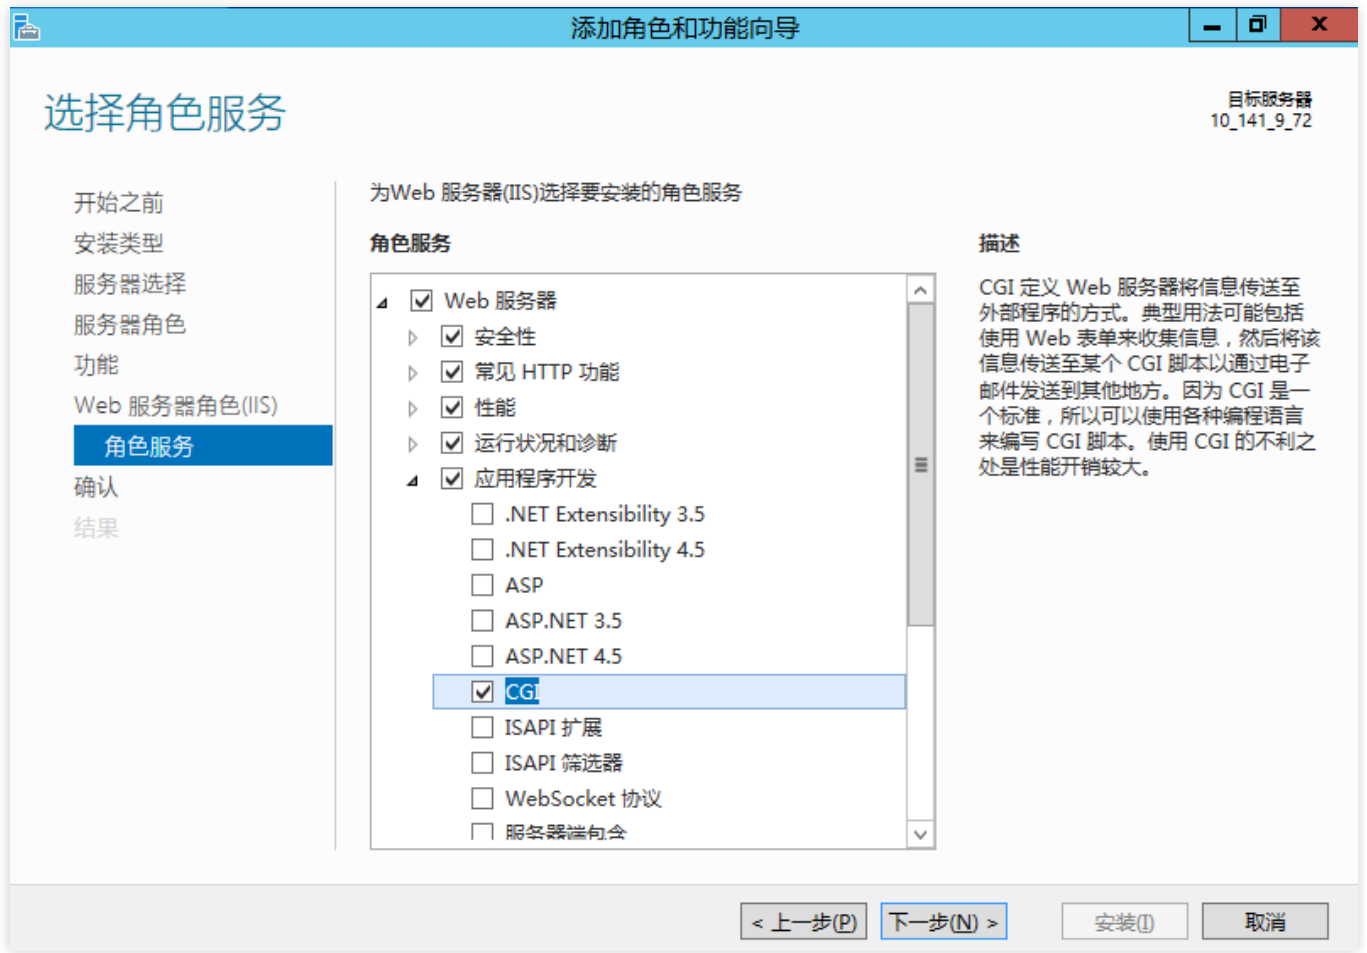 添加角色和功能向导
选择角色服务
目标服务器
10_141_9_72
开始之前
安装类型
服务器选择
服务器角色
功能
Web 服务器角色(IIS)
角色服务
确认
结果
为Web 服务器(IIS)选择要安装的角色服务
角色服务
Web 服务器
安全性
常见 HTTP 功能
性能
运行状况和诊断
应用程序开发
.NET Extensibility 3.5
.NET Extensibility 4.5
ASP
ASP.NET 3.5
ASP.NET 4.5
CGI
ISAPI 扩展
ISAPI 筛选器
WebSocket 协议
服务器端包含
描述
CGI 定义 Web 服务器将信息传送至
外部程序的方式。典型用法可能包括
使用 Web 表单来收集信息，然后将该
信息传送至某个 CGI 脚本以通过电子
邮件发送到其他地方。因为 CGI 是一
个标准，所以可以使用各种编程语言
来编写 CGI 脚本。使用 CGI 的不利之
处是性能开销较大。
< 上一步(P)
下一步(N) >
安装(I)
取消